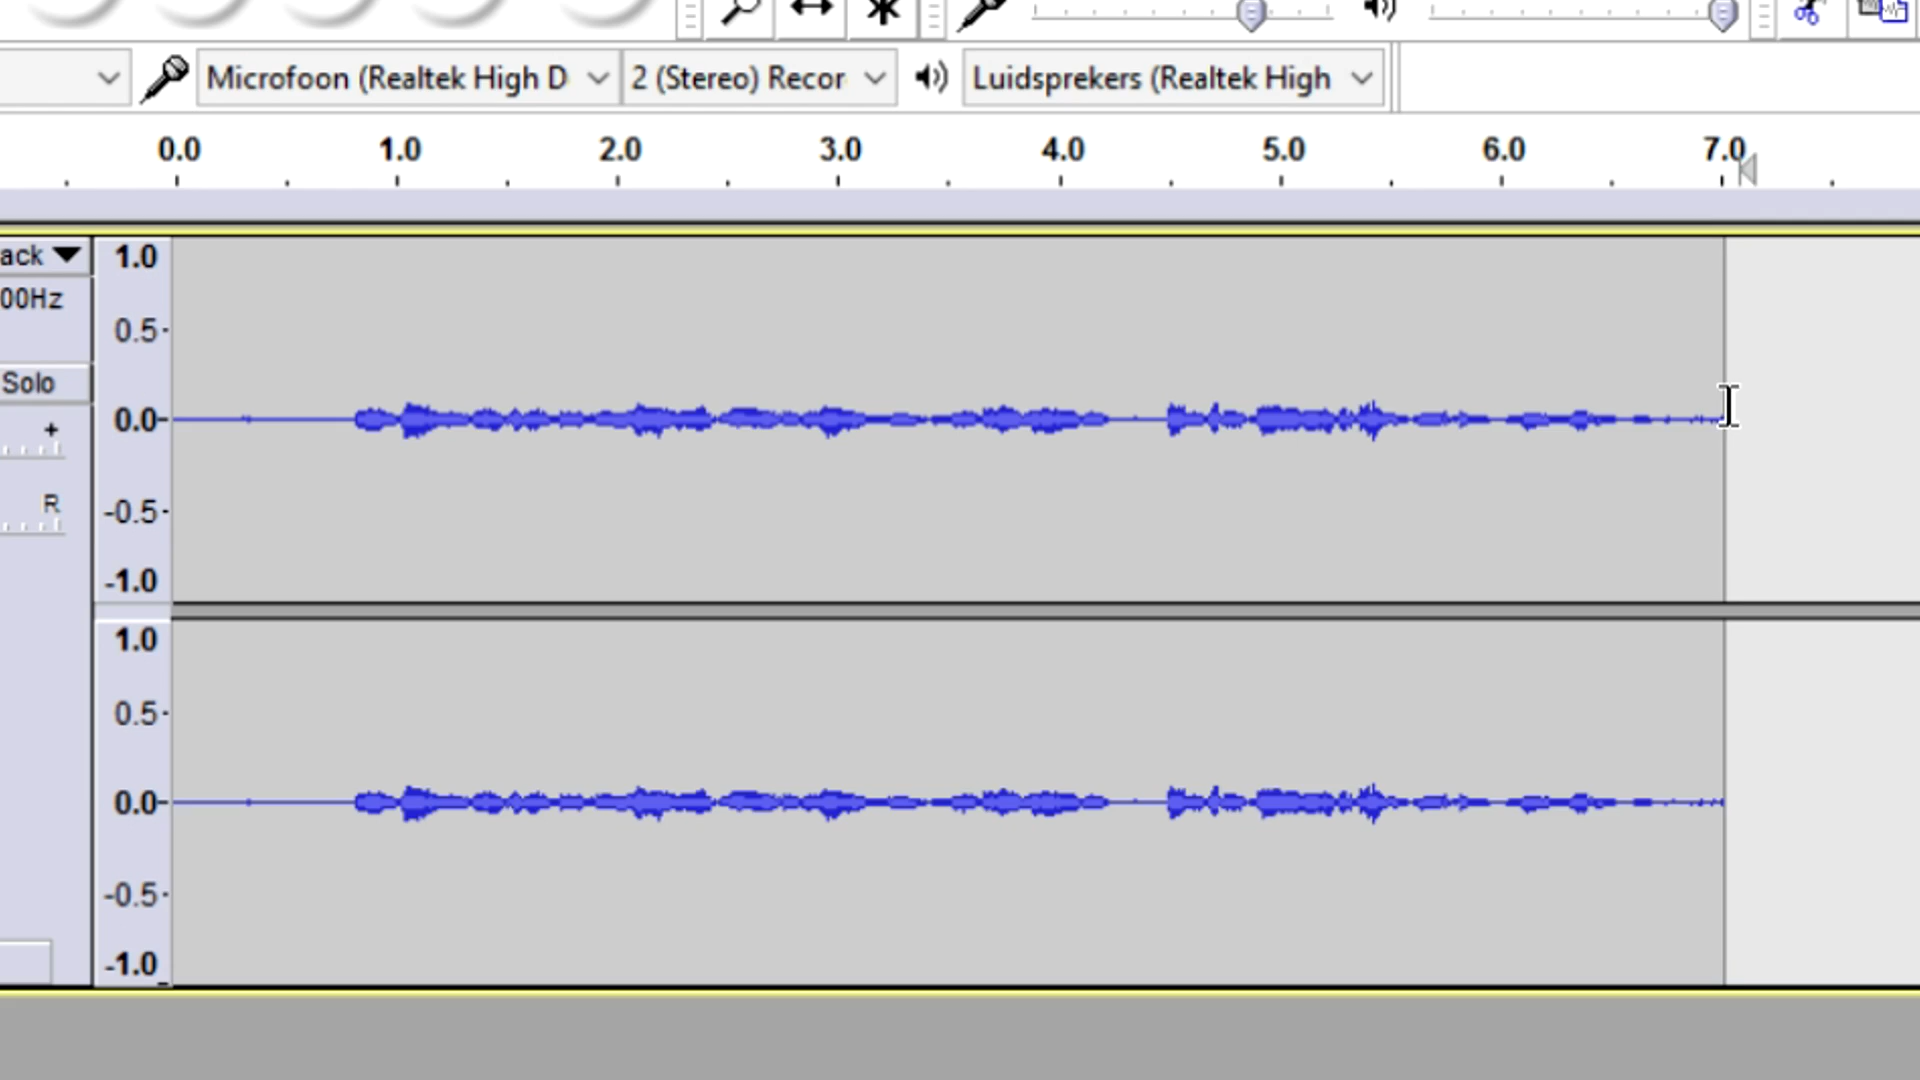 Microfoon (Realtek High D 2 (Stereo) Recor Luidsprekers (Realtek High
0.0 1.0 2.0 3.0 4.0 5.0 6.0 7.0
ack 1.0
00Hz
0.5
Solo
0.0
+
R
-0.5
-1.0
1.0
0.5
0.0
-0.5
-1.0